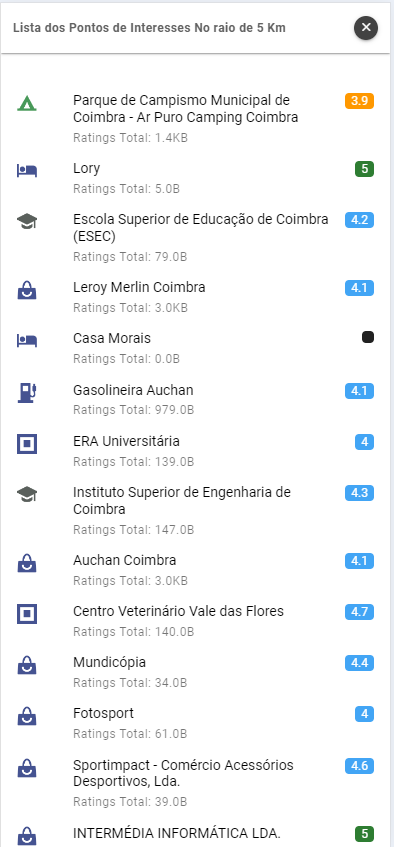 Lista dos Pontos de Interesses No raio de 5 Km
Parque de Campismo Municipal de
Coimbra - Ar Puro Camping Coimbra
3.9
Ratings Total: 1.4KB
Lory
5
Ratings Total: 5.0B
Escola Superior de Educação de Coimbra
(ESEC)
4.2
Ratings Total: 79.0B
Leroy Merlin Coimbra
4.1
Ratings Total: 3.0KB
Casa Morais
Ratings Total: 0.0B
Gasolineira Auchan
4.1
Ratings Total: 979.0B
ERA Universitária
4
Ratings Total: 139.0B
Instituto Superior de Engenharia de
Coimbra
4.3
Ratings Total: 147.0B
Auchan Coimbra
4.1
Ratings Total: 3.0KB
Centro Veterinário Vale das Flores
4.7
Ratings Total: 140.0B
Mundicópia
4.4
Ratings Total: 34.0B
Fotosport
4
Ratings Total: 61.0B
Sportimpact - Comércio Acessórios
Desportivos, Lda.
4.6
Ratings Total: 39.0B
INTERMÉDIA INFORMÁTICA LDA.
5